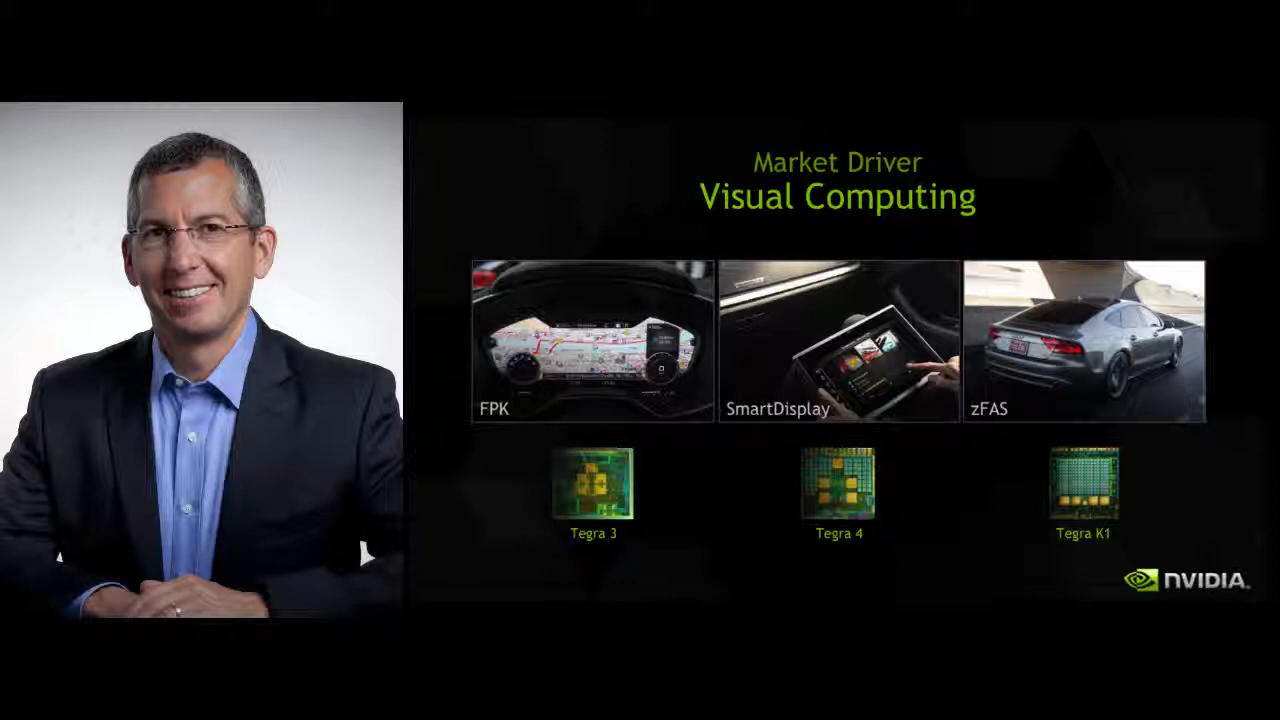 Market Driver
Visual Computing
FPK
SmartDisplay
zFAS
Tegra 3
Tegra 4
Tegra K1
NVIDIA.